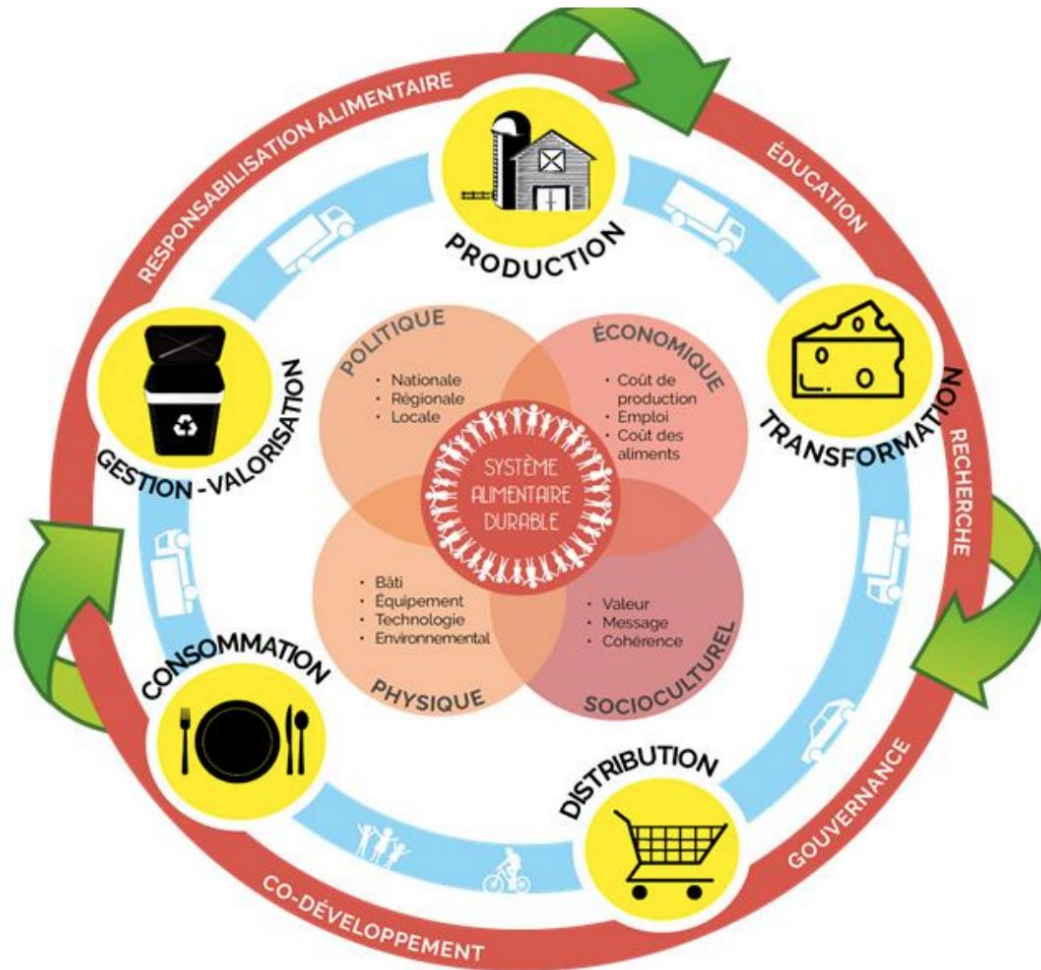 RESPONSABILISATION ALIMENTAIRE
ÉDUCATION
RECHERCHE
GOUVERNANCE
CO-DÉVELOPPEMENT
PRODUCTION
TRANSFORMATION
DISTRIBUTION
CONSOMMATION
GESTION-VALORISATION
POLITIQUE
• Nationale
• Régionale
• Locale
ÉCONOMIQUE
• Coût de
production
• Emploi
• Coût des
aliments
SYSTÈME
ALIMENTAIRE
DURABLE
• Bâti
• Équipement
• Technologie
• Environnemental
PHYSIQUE
• Valeur
• Message
• Cohérence
SOCIOCULTUREL